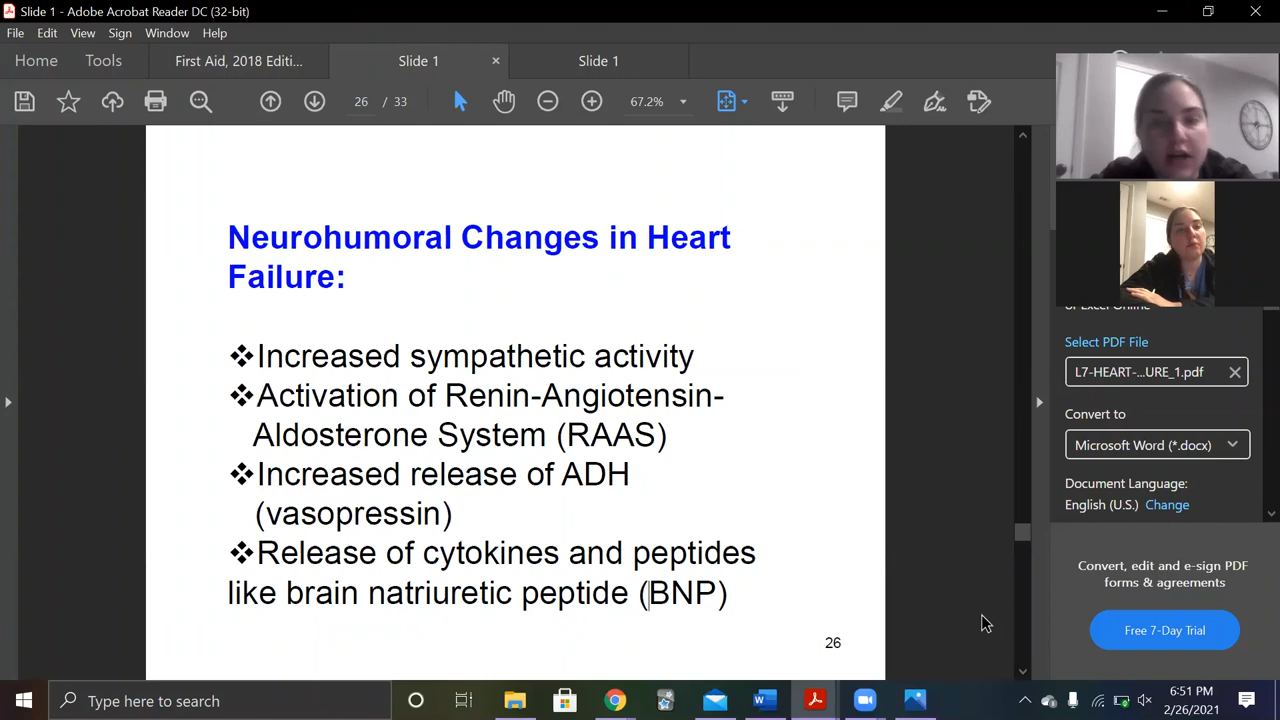 Slide 1 - Adobe Acrobat Reader DC (32-bit)
File Edit View Sign Window Help
Home Tools First Aid, 2018 Editi... Slide 1 × Slide 1
26 / 33 67.2%
Neurohumoral Changes in Heart
Failure:
❖Increased sympathetic activity
❖Activation of Renin-Angiotensin-
Aldosterone System (RAAS)
❖Increased release of ADH
(vasopressin)
❖Release of cytokines and peptides
like brain natriuretic peptide (BNP)
26
Select PDF File
L7-HEART-...URE_1.pdf
Convert to
Microsoft Word (*.docx)
Document Language:
English (U.S.) Change
Convert, edit and e-sign PDF
forms & agreements
Free 7-Day Trial
Type here to search
6:51 PM
2/26/2021